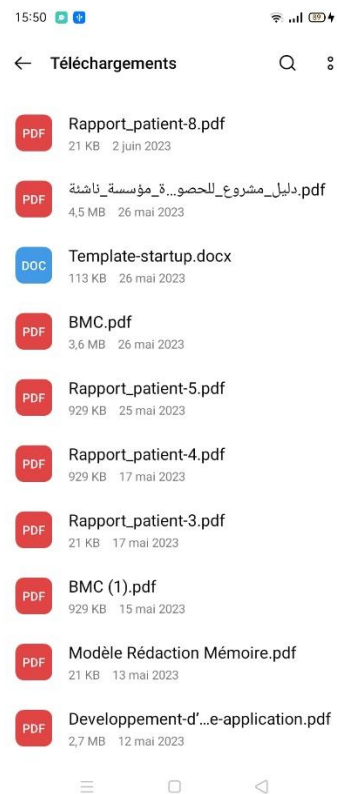 15:50
89
Téléchargements
PDF
Rapport_patient-8.pdf
21 KB 2 juin 2023
PDF
دليل_مشروع_للحصو...ة_مؤسسة_ناشئة.pdf
4,5 MB 26 mai 2023
DOC
Template-startup.docx
113 KB 26 mai 2023
PDF
BMC.pdf
3,6 MB 26 mai 2023
PDF
Rapport_patient-5.pdf
929 KB 25 mai 2023
PDF
Rapport_patient-4.pdf
929 KB 17 mai 2023
PDF
Rapport_patient-3.pdf
21 KB 17 mai 2023
PDF
BMC (1).pdf
929 KB 15 mai 2023
PDF
Modèle Rédaction Mémoire.pdf
21 KB 13 mai 2023
PDF
Developpement-d’...e-application.pdf
2,7 MB 12 mai 2023